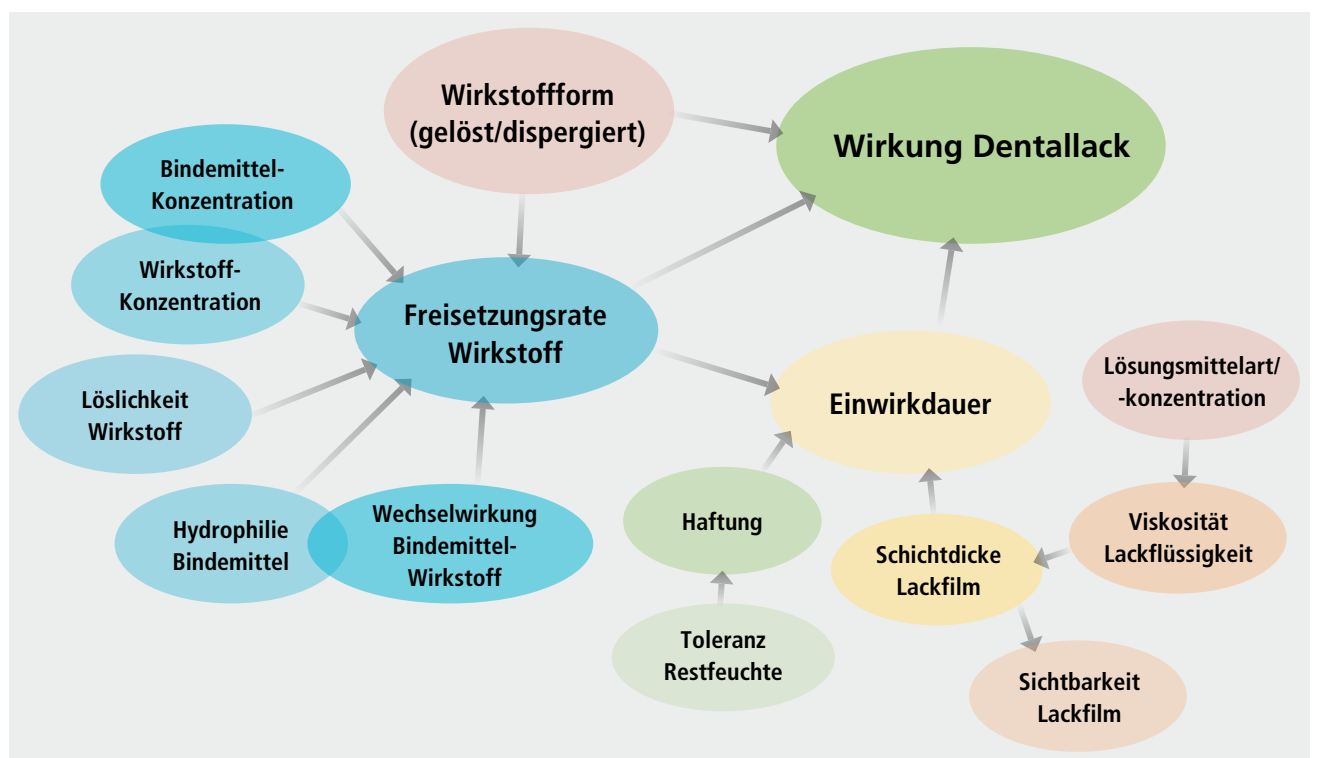 Wirkstoffform
(gelöst/dispergiert)
Wirkung Dentallack
Bindemittel-
Konzentration
Wirkstoff-
Konzentration
Freisetzungsrate
Wirkstoff
Löslichkeit
Wirkstoff
Einwirkdauer
Lösungsmittelart/
-konzentration
Hydrophilie
Bindemittel
Wechselwirkung
Bindemittel-
Wirkstoff
Haftung
Schichtdicke
Lackfilm
Viskosität
Lackflüssigkeit
Toleranz
Restfeuchte
Sichtbarkeit
Lackfilm